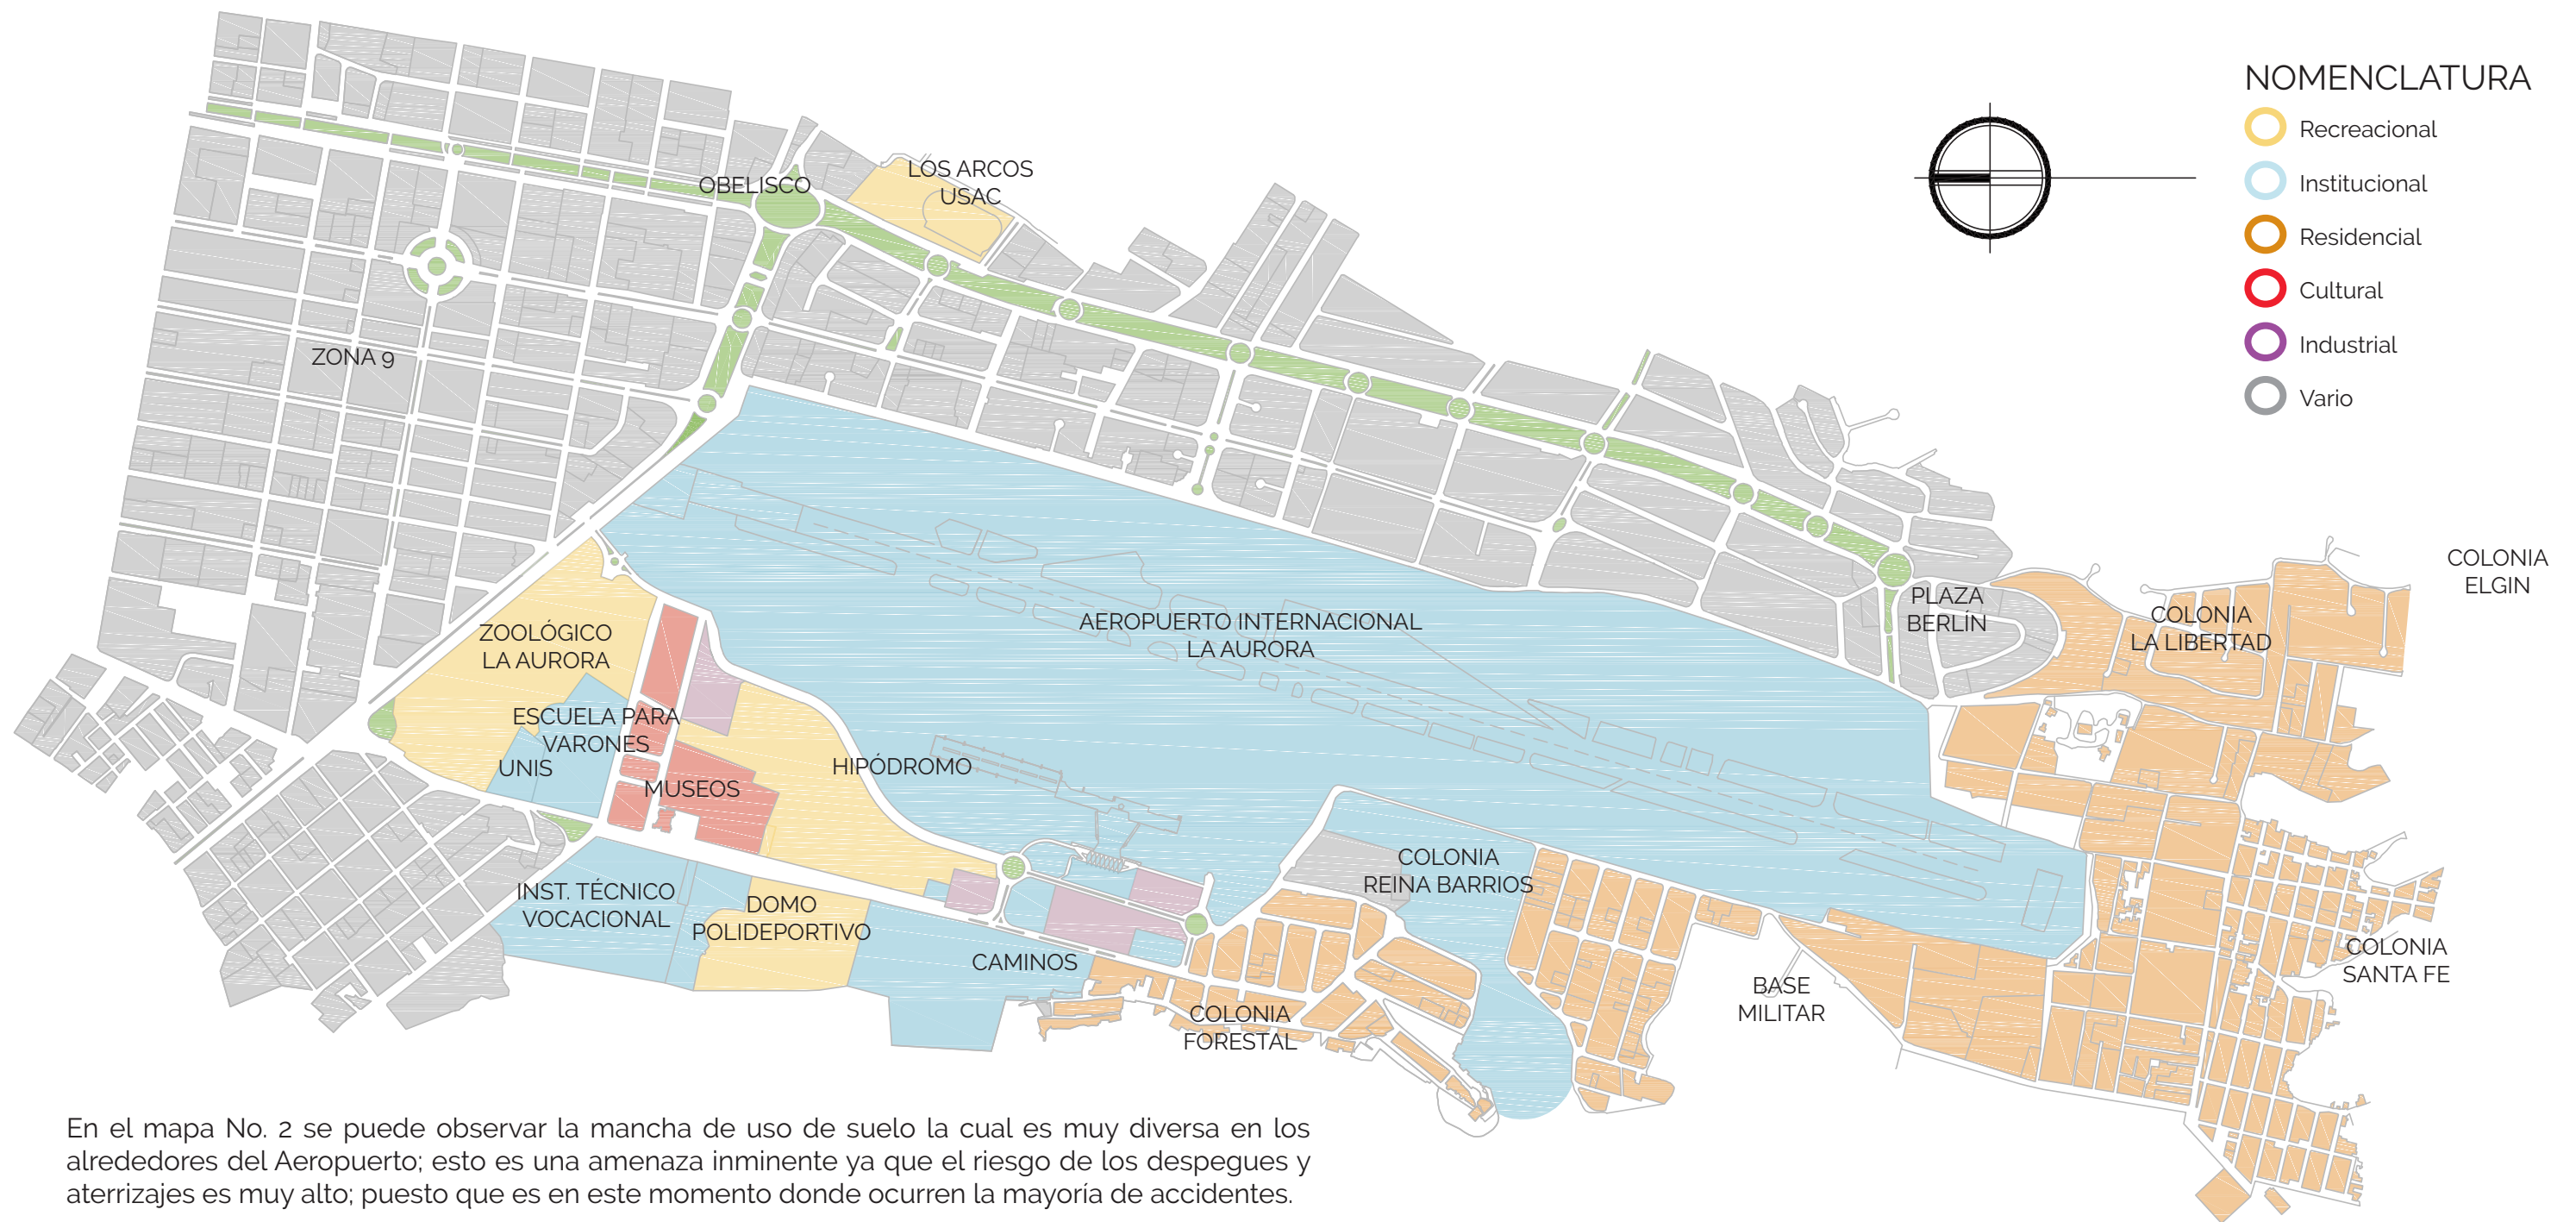 NOMENCLATURA
Recreacional
Institucional
Residencial
Cultural
Industrial
Vario
LOS ARCOS
USAC
OBELISCO
ZONA 9
COLONIA
ELGIN
PLAZA
BERLÍN
COLONIA
LA LIBERTAD
AEROPUERTO INTERNACIONAL
LA AURORA
ZOOLÓGICO
LA AURORA
ESCUELA PARA
VARONES
UNIS
HIPÓDROMO
MUSEOS
COLONIA
REINA BARRIOS
INST. TÉCNICO
VOCACIONAL
DOMO
POLIDEPORTIVO
CAMINOS
COLONIA
SANTA FE
BASE
MILITAR
COLONIA
FORESTAL
En el mapa No. 2 se puede observar la mancha de uso de suelo la cual es muy diversa en los
alrededores del Aeropuerto; esto es una amenaza inminente ya que el riesgo de los despegues y
aterrizajes es muy alto; puesto que es en este momento donde ocurren la mayoría de accidentes.